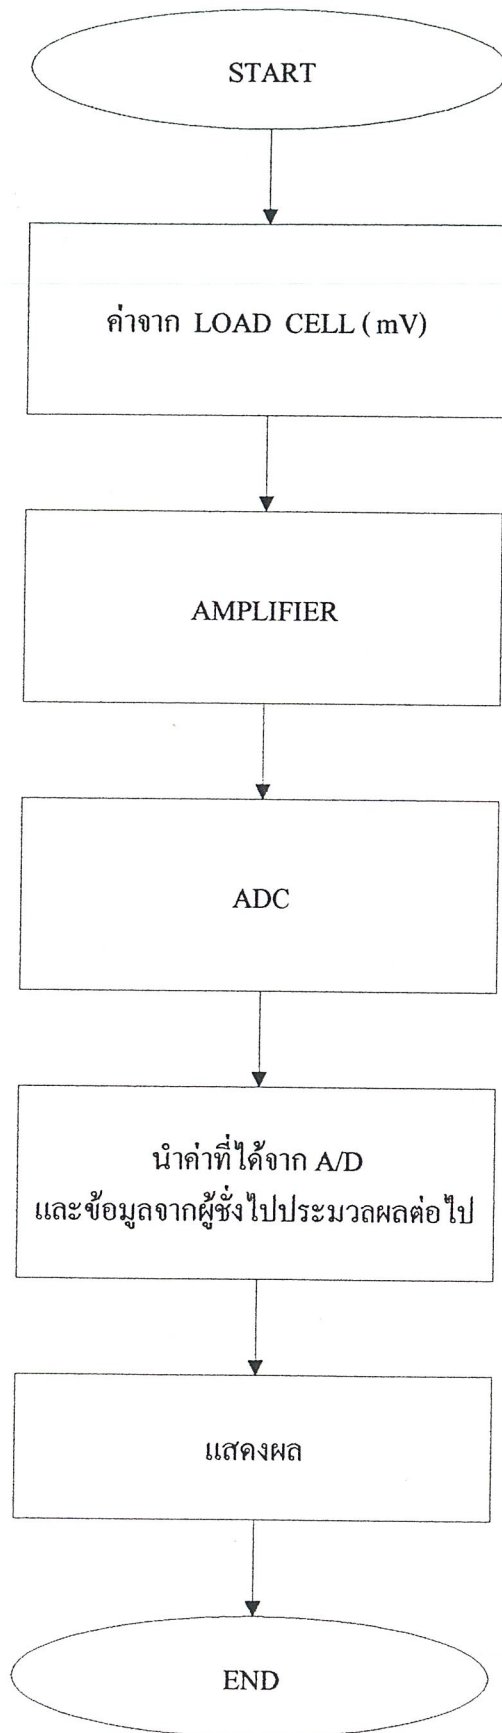 START
ค่าจาก LOAD CELL ( mV)
AMPLIFIER
ADC
นำค่าที่ได้จาก A/D
และข้อมูลจากผู้ชั่งไปประมวลผลต่อไป
แสดงผล
END